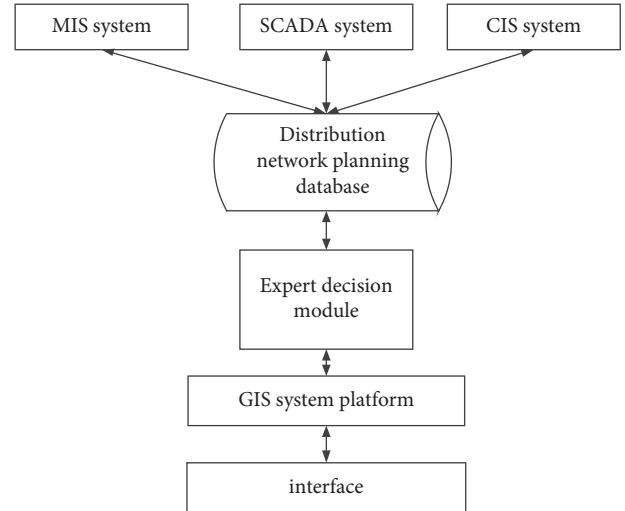 MIS system
SCADA system
CIS system
Distribution
network planning
database
Expert decision
module
GIS system platform
interface